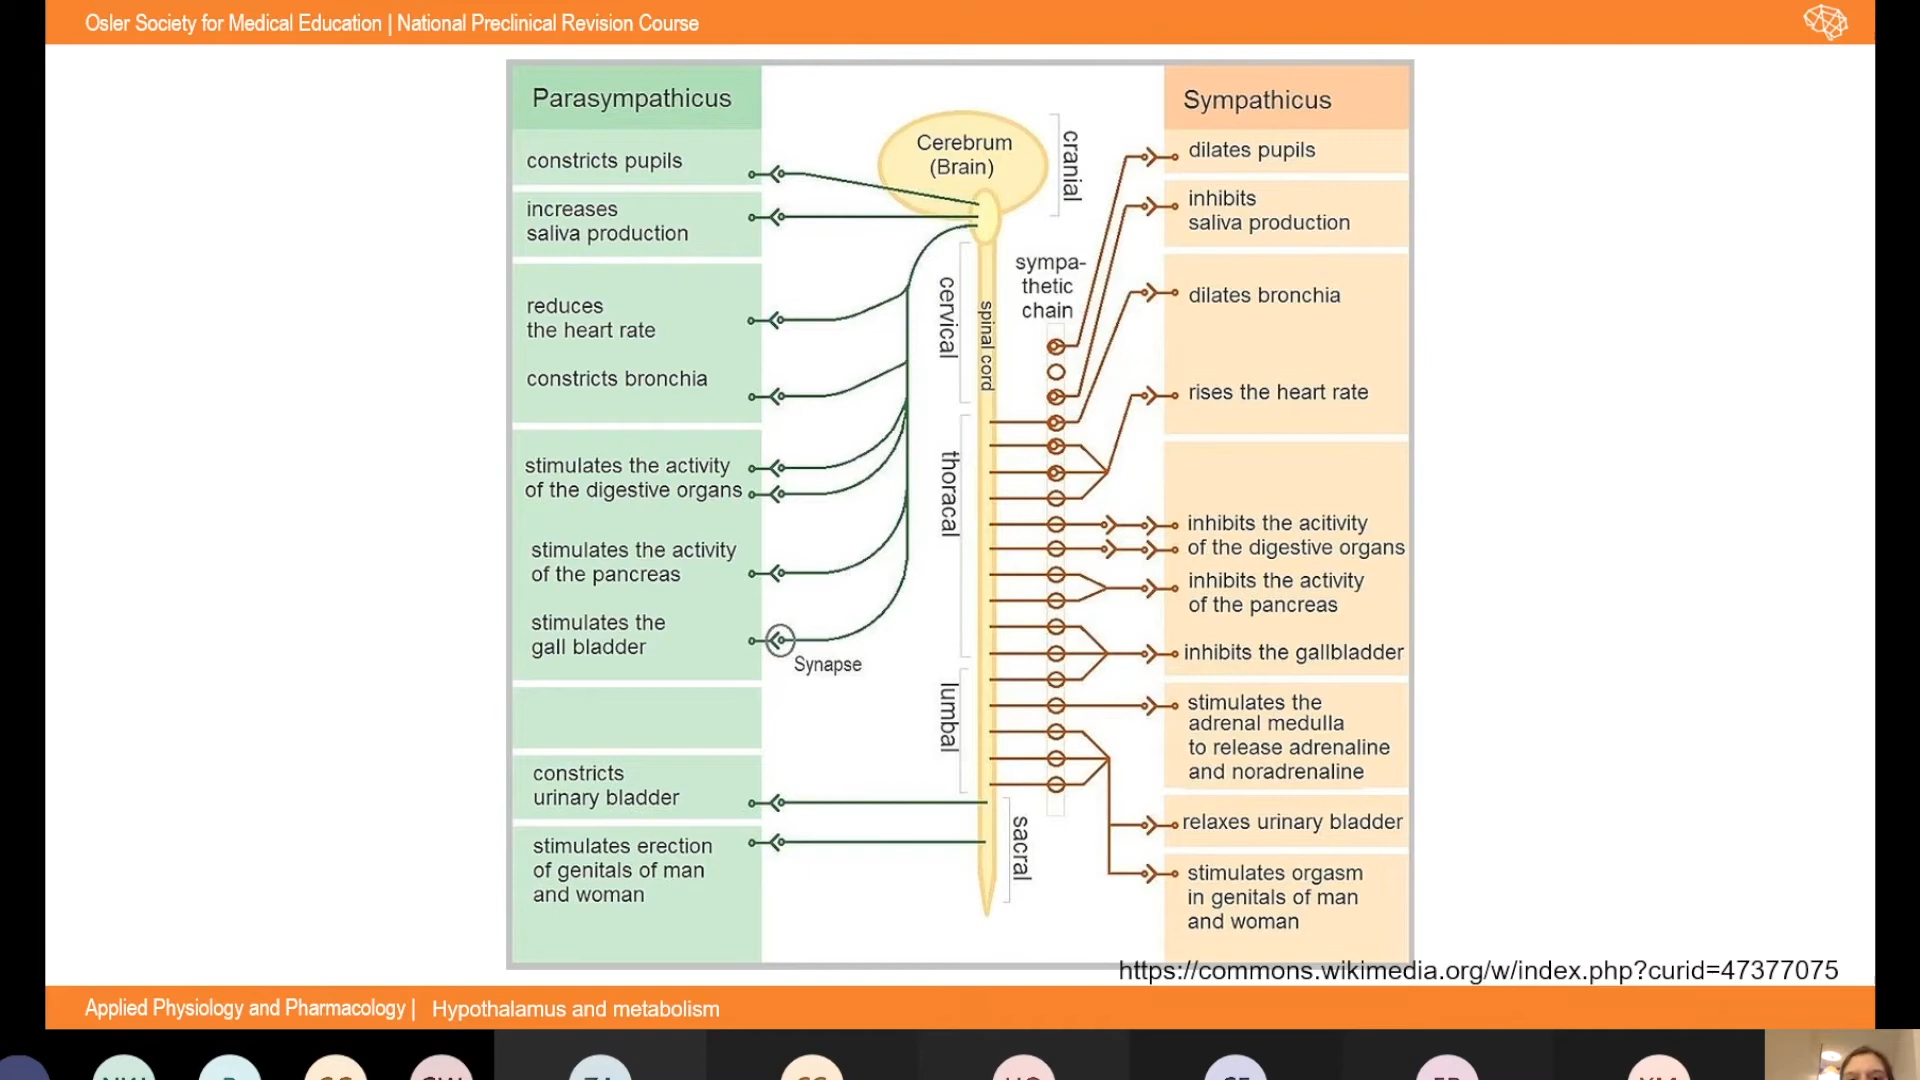 Osler Society for Medical Education | National Preclinical Revision Course
Parasympathicus
constricts pupils
increases
saliva production
reduces
the heart rate
constricts bronchia
stimulates the activity
of the digestive organs
stimulates the activity
of the pancreas
stimulates the
gall bladder
constricts
urinary bladder
stimulates erection
of genitals of man
and woman
Synapse
Cerebrum
(Brain)
cranial
cervical
spinal cord
sympa-
thetic
chain
thoracal
lumbal
sacral
Sympathicus
dilates pupils
inhibits
saliva production
dilates bronchia
rises the heart rate
inhibits the acitivity
of the digestive organs
inhibits the activity
of the pancreas
inhibits the gallbladder
stimulates the
adrenal medulla
to release adrenaline
and noradrenaline
relaxes urinary bladder
stimulates orgasm
in genitals of man
and woman
https://commons.wikimedia.org/w/index.php?curid=47377075
Applied Physiology and Pharmacology | Hypothalamus and metabolism